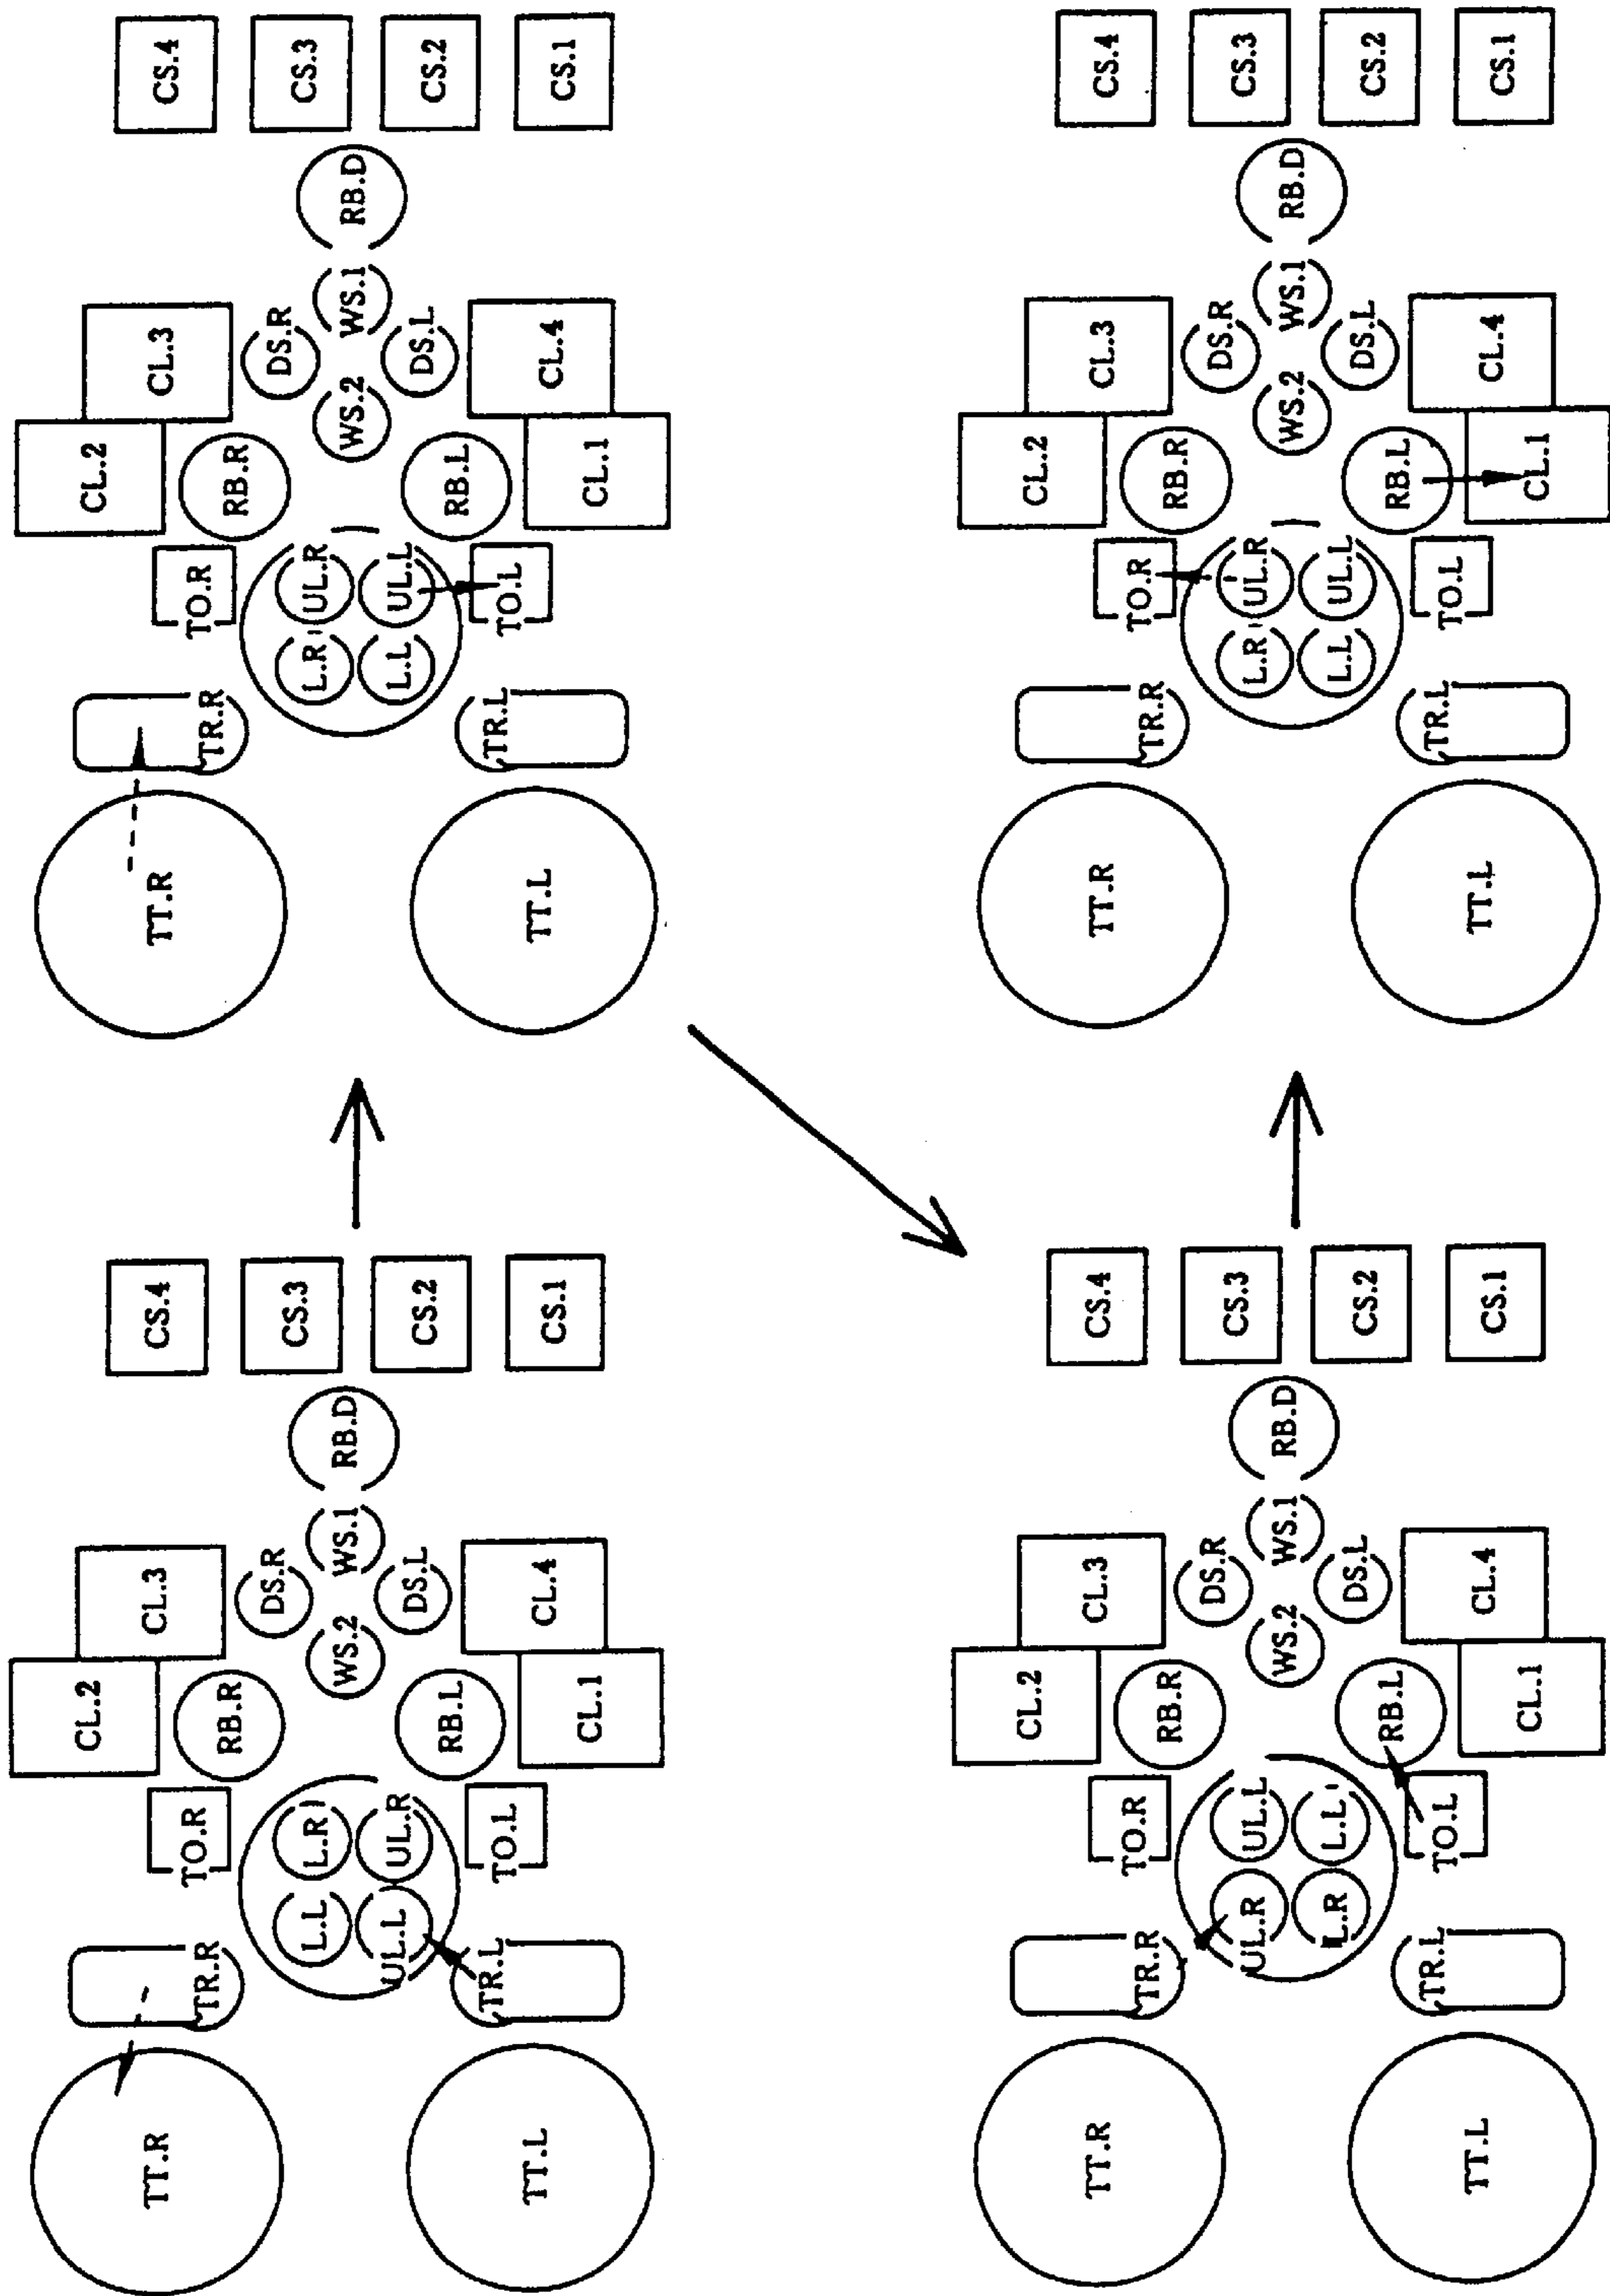 CL.2
TT.R
TR.R
TO.R
CL.3
CS.4
RB.R
DS.R
CS.3
L.L
L.R
WS.2
WS.1
RB.D
UL.L
UL.R
DS.L
CS.2
RB.L
TT.L
TR.L
TO.L
CL.4
CS.1
CL.1
CL.2
TT.R
TR.R
TO.R
CL.3
CS.4
RB.R
DS.R
CS.3
L.R
UL.R
WS.2
WS.1
RB.D
L.L
UL.L
DS.L
CS.2
RB.L
TT.L
TR.L
TO.L
CL.4
CS.1
CL.1
CL.2
TT.R
TR.R
TO.R
CL.3
CS.4
RB.R
DS.R
CS.3
UL.R
UL.L
WS.2
WS.1
RB.D
L.R
L.L
DS.L
CS.2
RB.L
TT.L
TR.L
TO.L
CL.4
CS.1
CL.1
CL.2
TT.R
TR.R
TO.R
CL.3
CS.4
RB.R
DS.R
CS.3
L.R
UL.R
WS.2
WS.1
RB.D
L.L
UL.L
DS.L
CS.2
RB.L
TT.L
TR.L
TO.L
CL.4
CS.1
CL.1